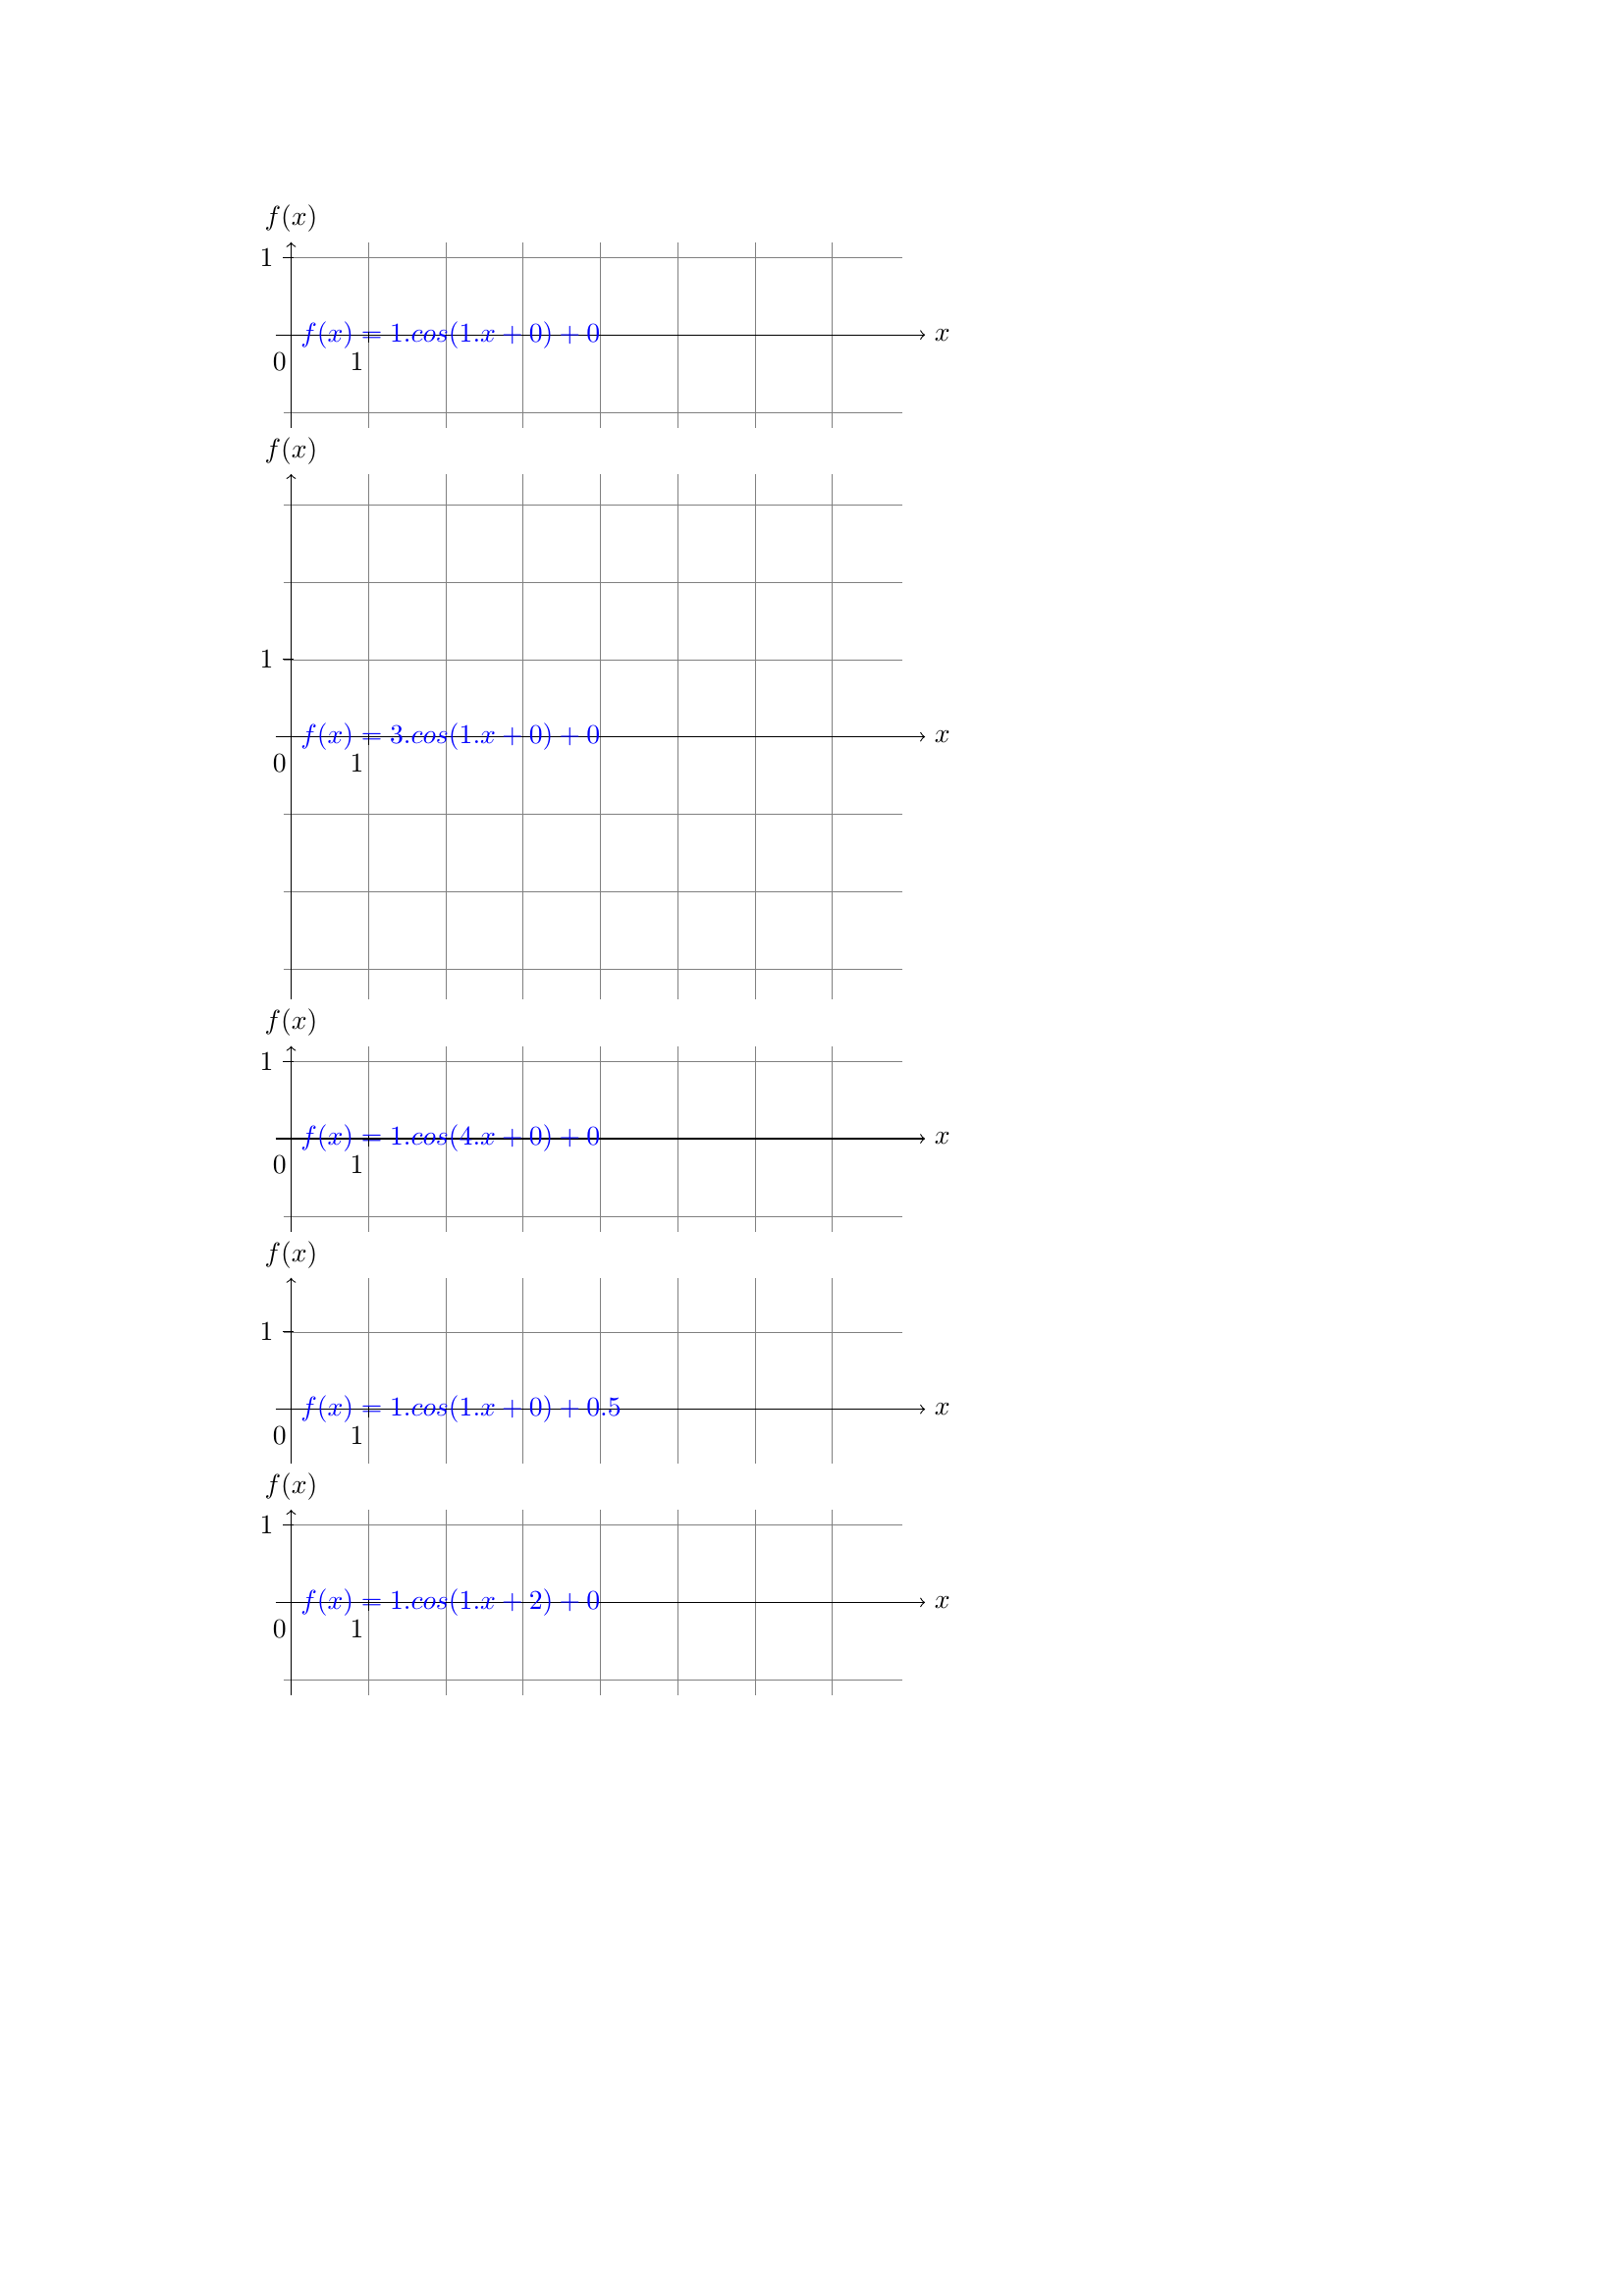 f(x)
1
f(x) = 1.cos(1.x + 0) + 0
x
0 1
f(x)
1
f(x) = 3.cos(1.x + 0) + 0
x
0 1
f(x)
1
f(x) = 1.cos(4.x + 0) + 0
x
0 1
f(x)
1
f(x) = 1.cos(1.x + 0) + 0.5
x
0 1
f(x)
1
f(x) = 1.cos(1.x + 2) + 0
x
0 1